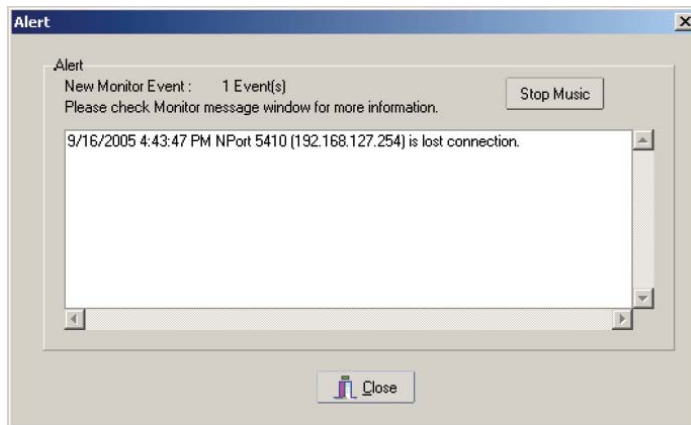 Alert
Alert
New Monitor Event : 1 Event(s)
Stop Music
Please check Monitor message window for more information.
9/16/2005 4:43:47 PM NPort 5410 (192.168.127.254) is lost connection.
Close